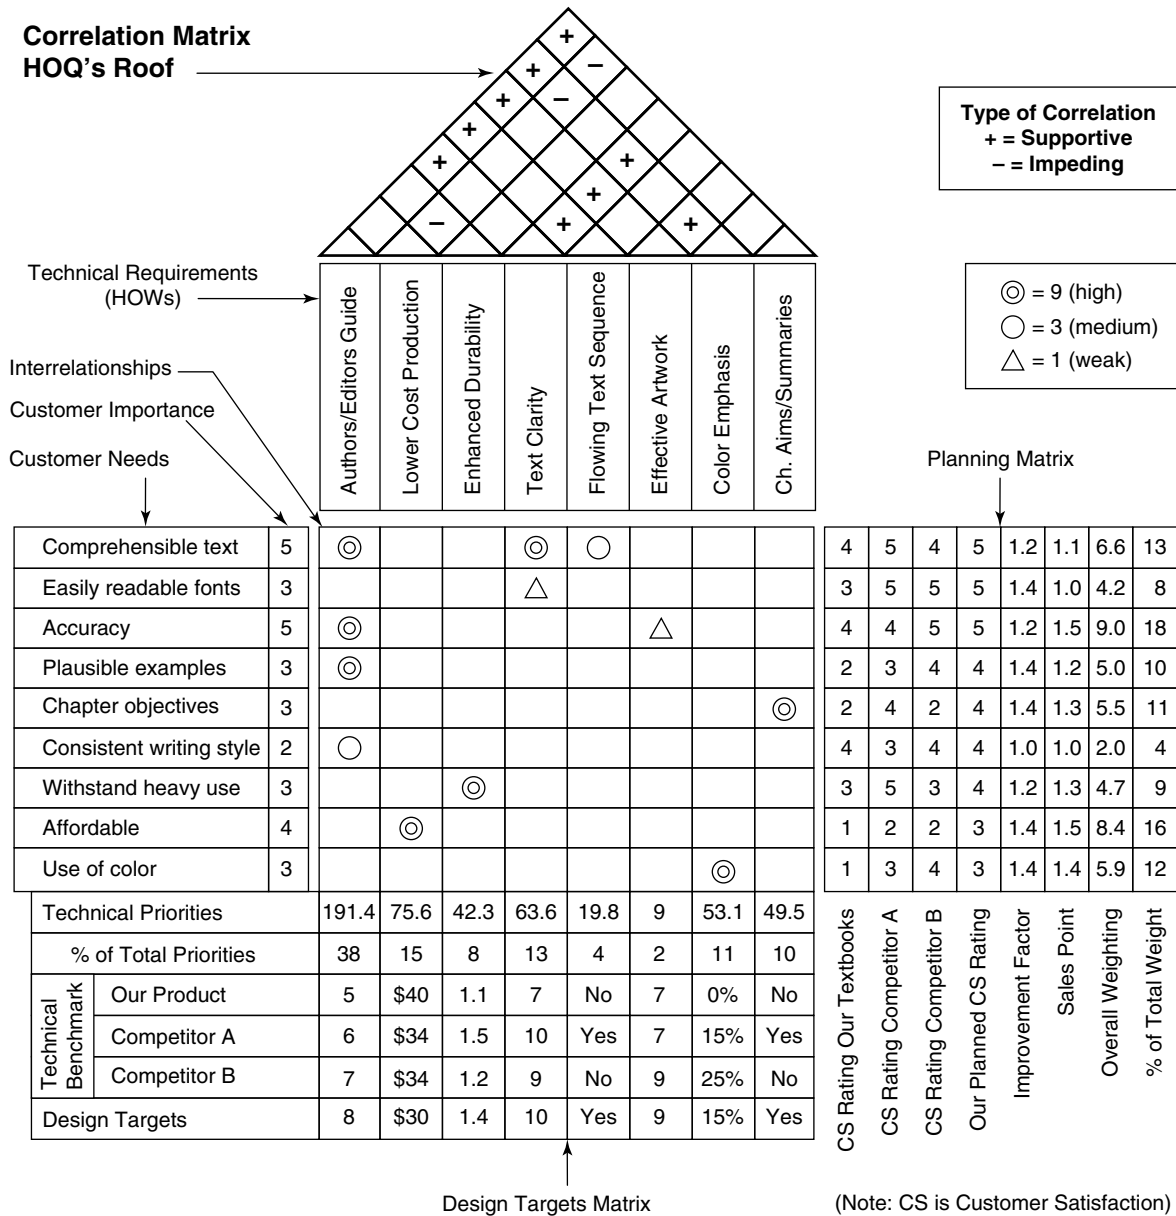 Correlation Matrix
HOQ's Roof
+
+ –
+ –
+
+ +
+
– + +
Type of Correlation
+ = Supportive
– = Impeding
Technical Requirements
(HOWs)
Interrelationships
Customer Importance
Customer Needs
Authors/Editors Guide
Lower Cost Production
Enhanced Durability
Text Clarity
Flowing Text Sequence
Effective Artwork
Color Emphasis
Ch. Aims/Summaries
◎ = 9 (high)
○ = 3 (medium)
△ = 1 (weak)
Planning Matrix
Comprehensible text 5 ◎ ◎ ○ 4 5 4 5 1.2 1.1 6.6 13
Easily readable fonts 3 △ 3 5 5 5 1.4 1.0 4.2 8
Accuracy 5 ◎ △ 4 4 5 5 1.2 1.5 9.0 18
Plausible examples 3 ◎ 2 3 4 4 1.4 1.2 5.0 10
Chapter objectives 3 ◎ 2 4 2 4 1.4 1.3 5.5 11
Consistent writing style 2 ○ 4 3 4 4 1.0 1.0 2.0 4
Withstand heavy use 3 ◎ 3 5 3 4 1.2 1.3 4.7 9
Affordable 4 ◎ 1 2 2 3 1.4 1.5 8.4 16
Use of color 3 ◎ 1 3 4 3 1.4 1.4 5.9 12
Technical Priorities 191.4 75.6 42.3 63.6 19.8 9 53.1 49.5
% of Total Priorities 38 15 8 13 4 2 11 10
Technical
Benchmark
Our Product 5 $40 1.1 7 No 7 0% No
Competitor A 6 $34 1.5 10 Yes 7 15% Yes
Competitor B 7 $34 1.2 9 No 9 25% No
Design Targets 8 $30 1.4 10 Yes 9 15% Yes
CS Rating Our Textbooks
CS Rating Competitor A
CS Rating Competitor B
Our Planned CS Rating
Improvement Factor
Sales Point
Overall Weighting
% of Total Weight
Design Targets Matrix
(Note: CS is Customer Satisfaction)